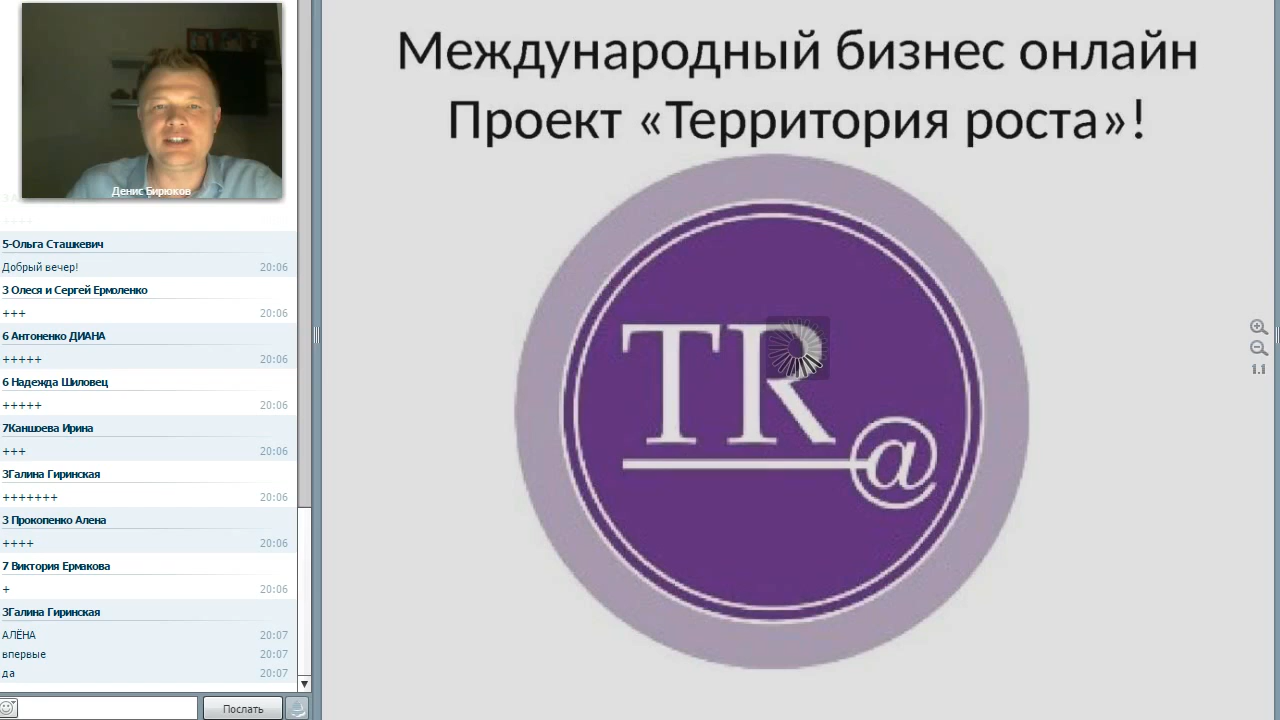 Денис Бирюков
5-Ольга Сташкевич
Добрый вечер! 20:06
3 Олеся и Сергей Ермоленко
+++ 20:06
6 Антоненко ДИАНА
+++++ 20:06
6 Надежда Шиловец
+++++ 20:06
7Каншоева Ирина
+++ 20:06
3Галина Гиринская
+++++++ 20:06
3 Прокопенко Алена
++++ 20:06
7 Виктория Ермакова
+ 20:06
3Галина Гиринская
АЛЁНА 20:07
впервые 20:07
да 20:07
Послать
Международный бизнес онлайн
Проект «Территория роста»!
TR@
1.1